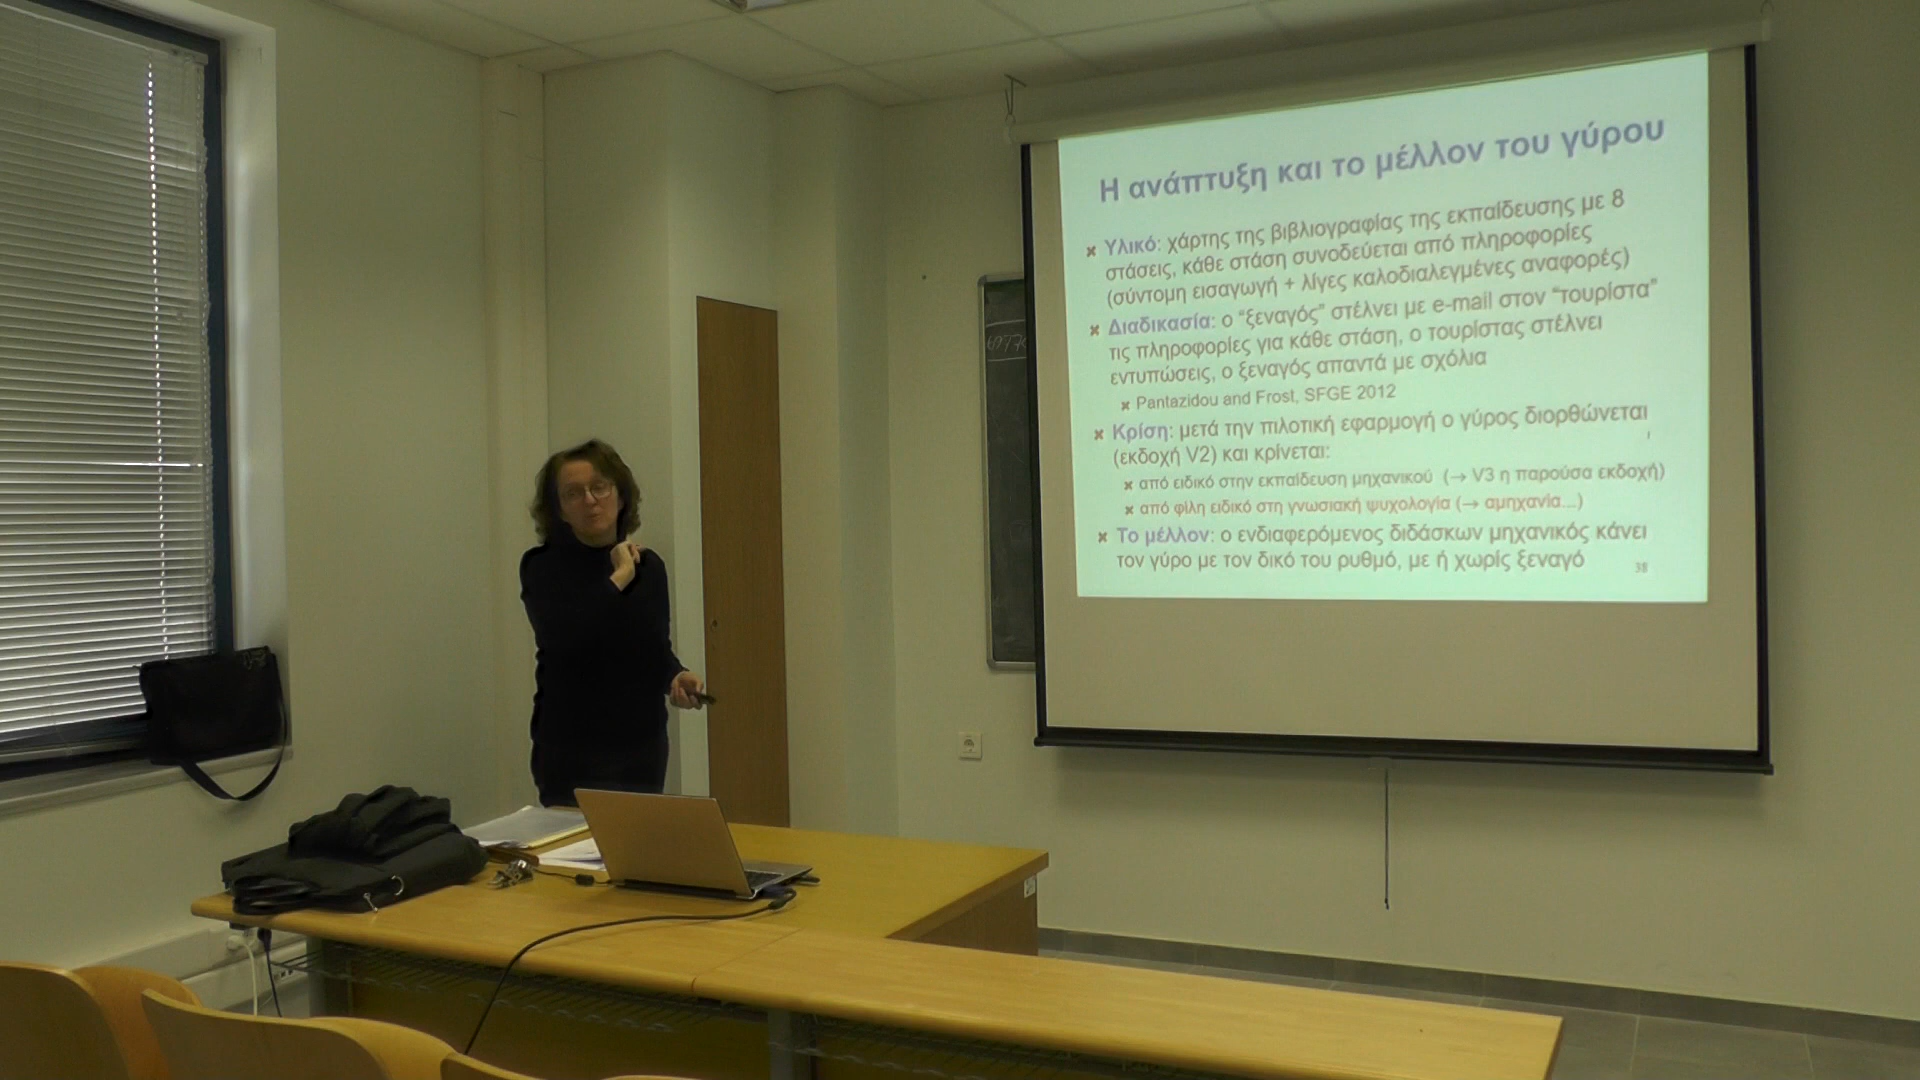 Η ανάπτυξη και το μέλλον του γύρου
Υλικό: χάρτης της βιβλιογραφίας της εκπαίδευσης με 8
στάσεις, κάθε στάση συνοδεύεται από πληροφορίες
(σύντομη εισαγωγή + λίγες καλοδιαλεγμένες αναφορές)
Διαδικασία: ο “ξεναγός” στέλνει με e-mail στον “τουρίστα”
τις πληροφορίες για κάθε στάση, ο τουρίστας στέλνει
εντυπώσεις, ο ξεναγός απαντά με σχόλια
Pantazidou and Frost, SFGE 2012
Κρίση: μετά την πιλοτική εφαρμογή ο γύρος διορθώνεται
(εκδοχή V2) και κρίνεται:
από ειδικό στην εκπαίδευση μηχανικού (→ V3 η παρούσα εκδοχή)
από φίλη ειδικό στη γνωσιακή ψυχολογία (→ αμηχανία...)
Το μέλλον: ο ενδιαφερόμενος διδάσκων μηχανικός κάνει
τον γύρο με τον δικό του ρυθμό, με ή χωρίς ξεναγό
38